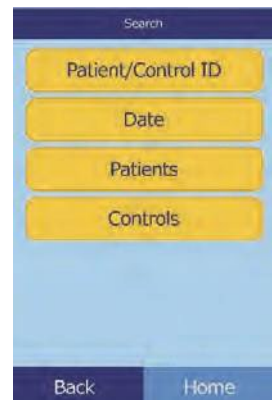 Search
Patient/Control ID
Date
Patients
Controls
Back Home